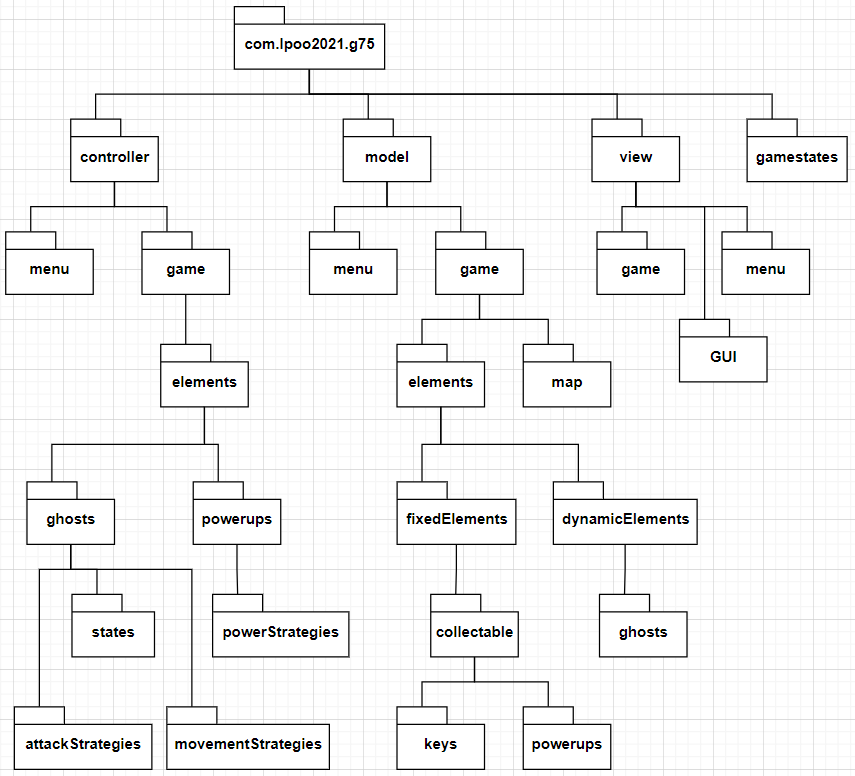 com.lpoo2021.g75
controller
model
view
gamestates
menu
game
menu
game
game
menu
GUI
elements
elements
map
ghosts
powerups
fixedElements
dynamicElements
states
powerStrategies
collectable
ghosts
attackStrategies
movementStrategies
keys
powerups